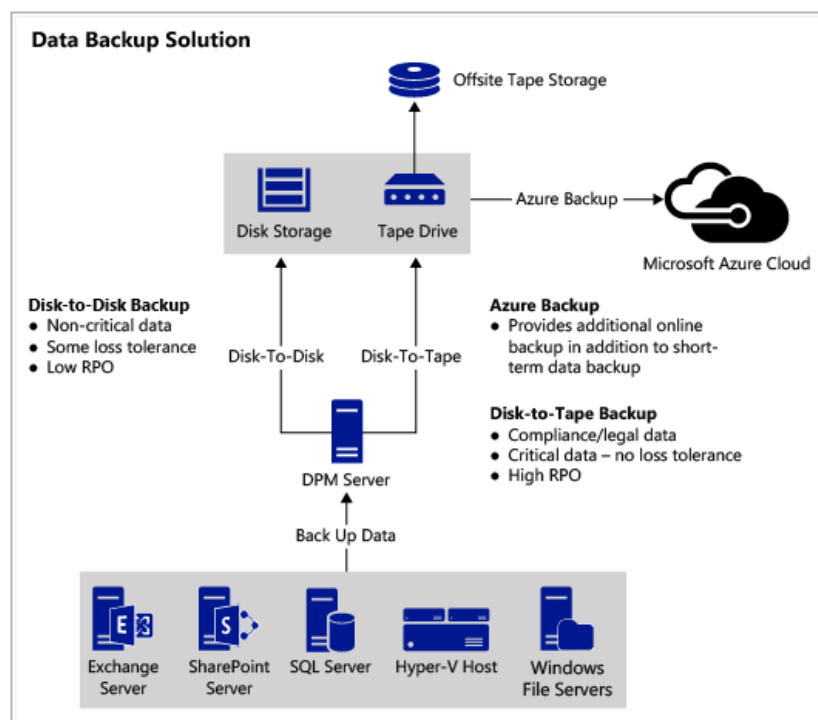 Data Backup Solution
Offsite Tape Storage
Disk Storage
Tape Drive
Azure Backup
Microsoft Azure Cloud
Disk-to-Disk Backup
● Non-critical data
● Some loss tolerance
● Low RPO
Disk-To-Disk
Disk-To-Tape
Azure Backup
● Provides additional online
backup in addition to short-
term data backup
Disk-to-Tape Backup
● Compliance/legal data
● Critical data – no loss tolerance
● High RPO
DPM Server
Back Up Data
E
S
Exchange
Server
SharePoint
Server
SQL Server
Hyper-V Host
Windows
File Servers